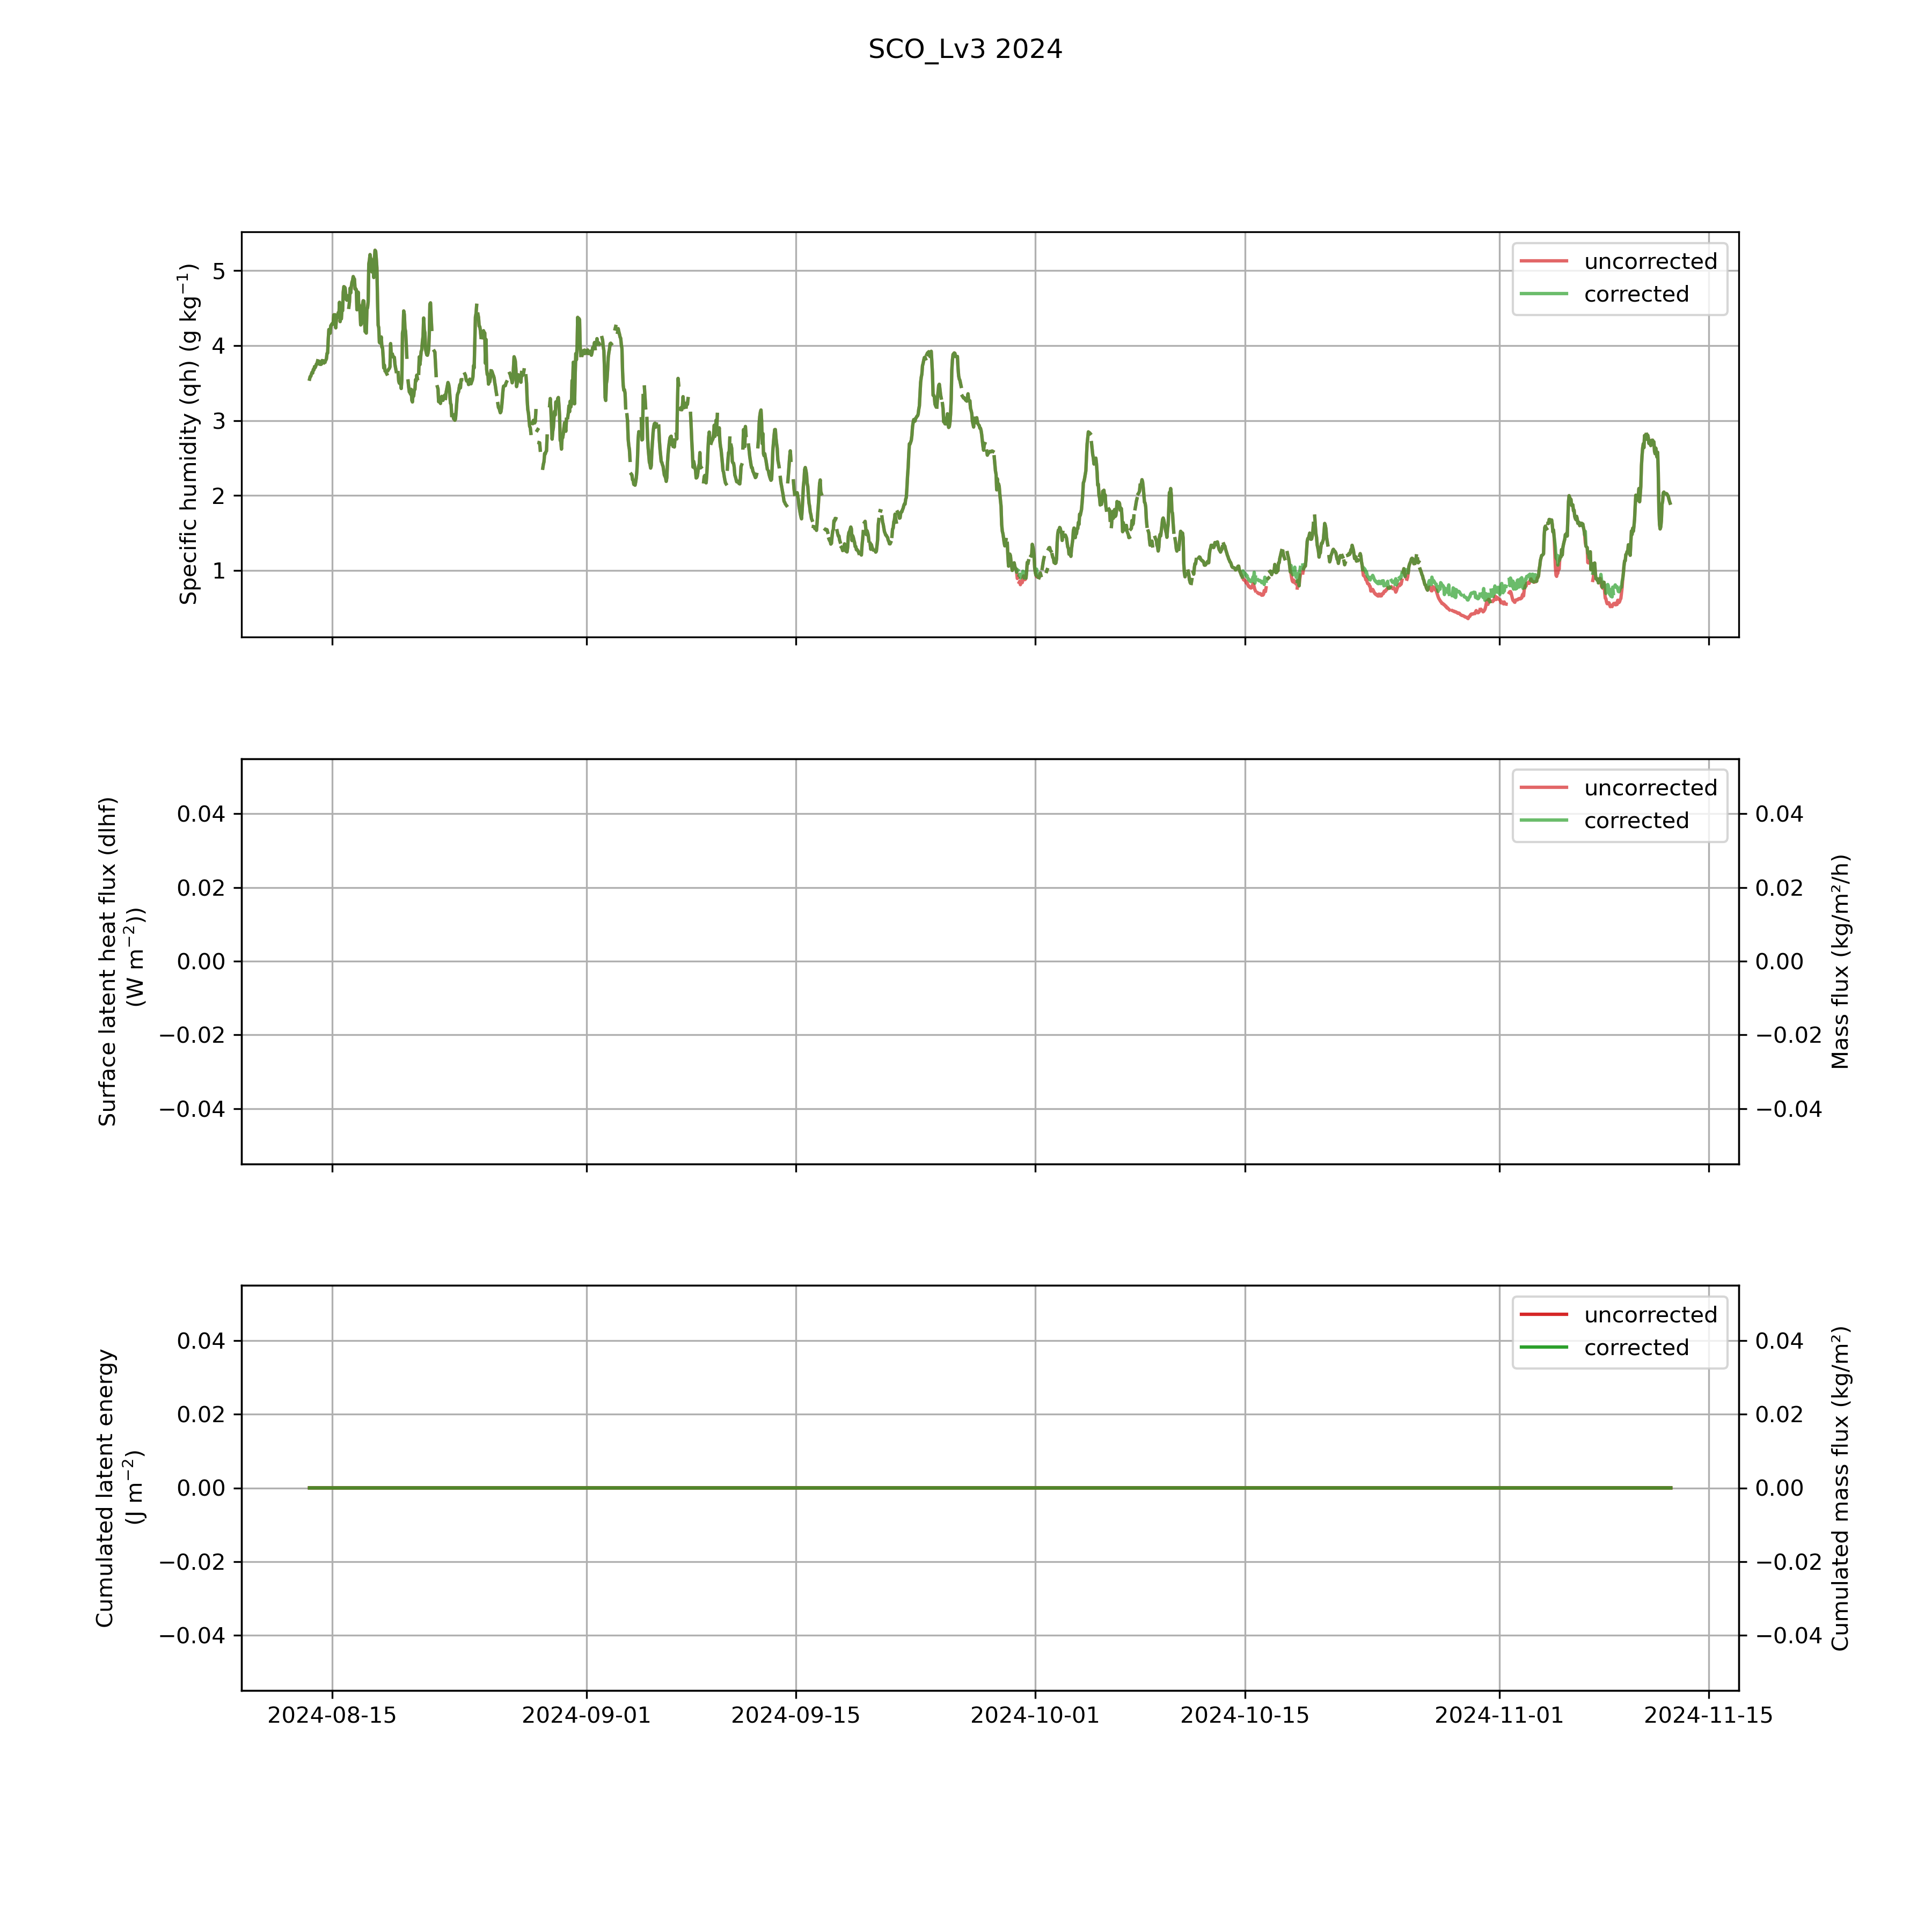 SCO_Lv3 2024
Specific humidity (qh) (g kg⁻¹)
5
4
3
2
1
uncorrected
corrected
Surface latent heat flux (dlhf)
(W m⁻²))
0.04
0.02
0.00
−0.02
−0.04
uncorrected
corrected
0.04
0.02
0.00
−0.02
−0.04
Mass flux (kg/m²/h)
Cumulated latent energy
(J m⁻²)
0.04
0.02
0.00
−0.02
−0.04
uncorrected
corrected
0.04
0.02
0.00
−0.02
−0.04
Cumulated mass flux (kg/m²)
2024-08-15
2024-09-01
2024-09-15
2024-10-01
2024-10-15
2024-11-01
2024-11-15